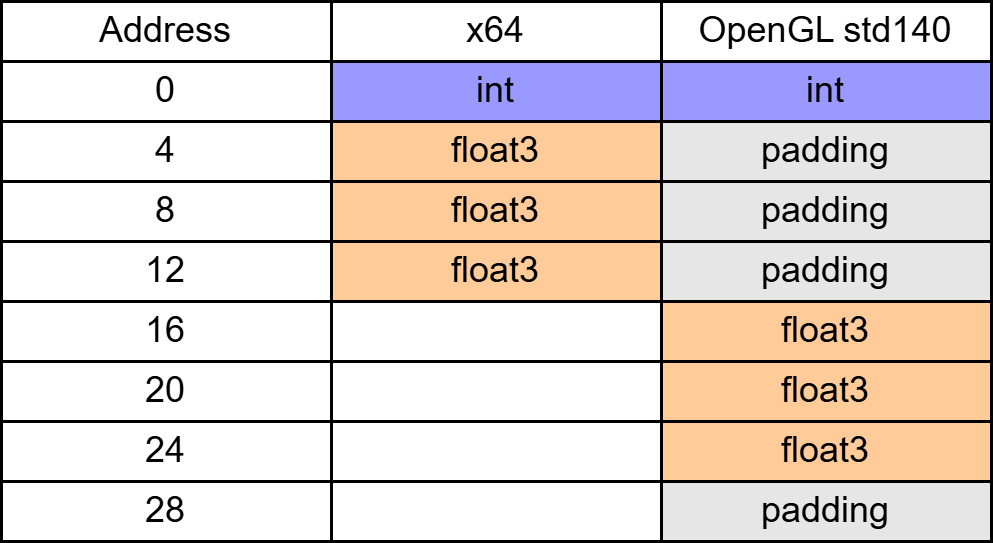 Address x64 OpenGL std140
0 int int
4 float3 padding
8 float3 padding
12 float3 padding
16 float3
20 float3
24 float3
28 padding